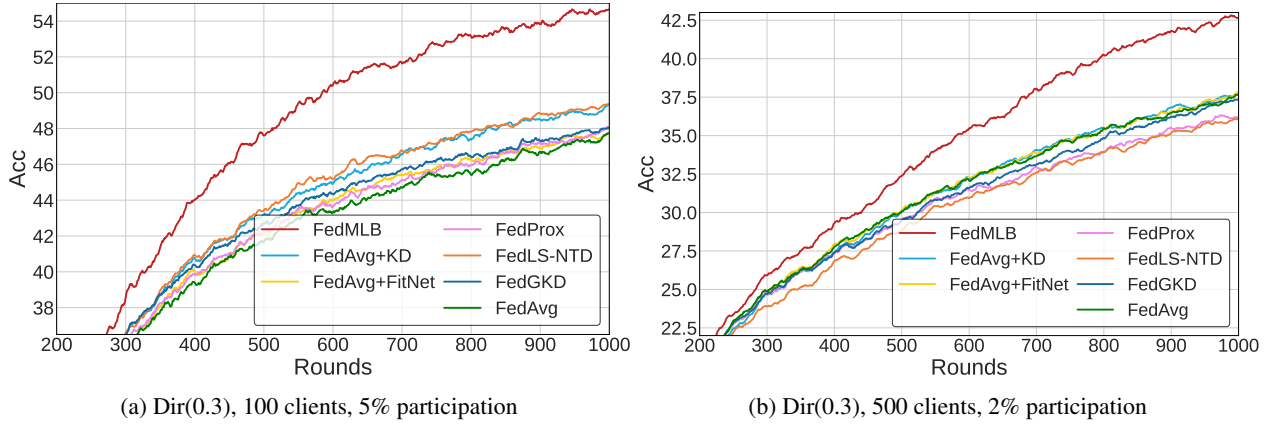 54
52
50
48
46
44
42
40
38
Acc
200 300 400 500 600 700 800 900 1000
Rounds
FedMLB
FedAvg+KD
FedAvg+FitNet
FedProx
FedLS-NTD
FedGKD
FedAvg
(a) Dir(0.3), 100 clients, 5% participation
42.5
40.0
37.5
35.0
32.5
30.0
27.5
25.0
22.5
Acc
200 300 400 500 600 700 800 900 1000
Rounds
FedMLB
FedAvg+KD
FedAvg+FitNet
FedProx
FedLS-NTD
FedGKD
FedAvg
(b) Dir(0.3), 500 clients, 2% participation